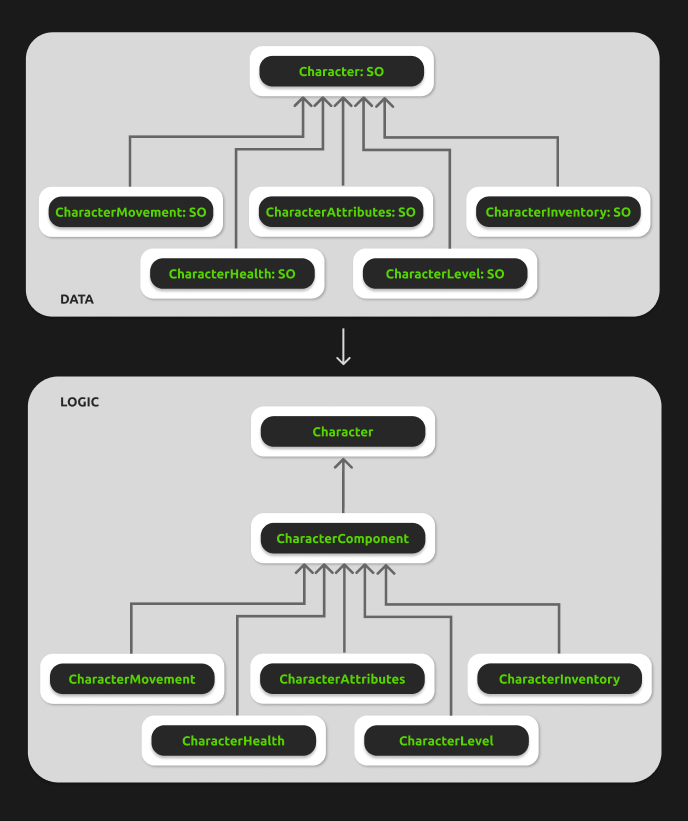 Character: SO
CharacterMovement: SO
CharacterAttributes: SO
CharacterInventory: SO
CharacterHealth: SO
CharacterLevel: SO
DATA
LOGIC
Character
CharacterComponent
CharacterMovement
CharacterAttributes
CharacterInventory
CharacterHealth
CharacterLevel